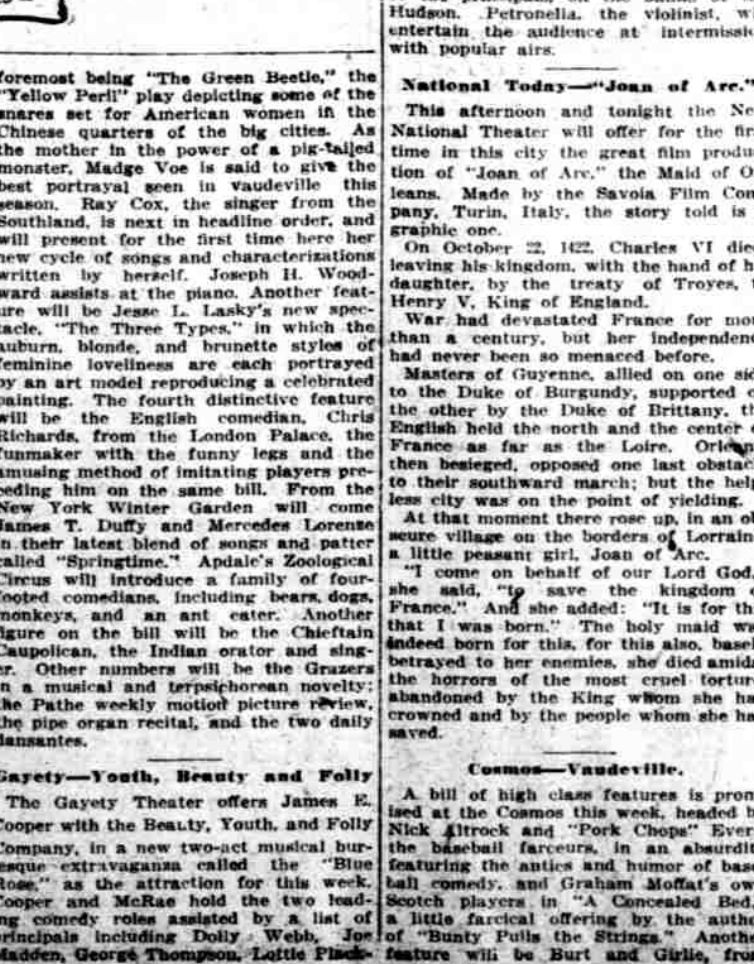 foremost being "The Green Beetle," the
"Yellow Peril" play depicting some of the
snares set for American women in the
Chinese quarters of the big cities. As
the mother in the power of a pig-tailed
monster, Madge Voe is said to give the
best portrayal seen in vaudeville this
season. Ray Cox, the singer from the
Southland, is next in headline order, and
will present for the first time here her
new cycle of songs and characterizations
written by herself. Joseph H. Wood-
ward assists at the piano. Another feat-
ure will be Jesse L. Lasky's new spec-
tacle, "The Three Types," in which the
auburn, blonde, and brunette styles of
feminine loveliness are each portrayed
by an art model reproducing a celebrated
painting. The fourth distinctive feature
will be the English comedian, Chris
Richards, from the London Palace, the
funmaker with the funny legs and the
amusing method of imitating players pre-
ceding him on the same bill. From the
New York Winter Garden will come
James T. Duffy and Mercedes Lorenze
in their latest blend of songs and patter
called "Springtime." Apdale's Zoological
Circus will introduce a family of four-
footed comedians, including bears, dogs,
monkeys, and an ant eater. Another
figure on the bill will be the Chieftain
Caupolican, the Indian orator and sing-
er. Other numbers will be the Grazers
in a musical and terpsichorean novelty;
the Pathe weekly motion picture review,
the pipe organ recital, and the two daily
dansantes.
Gayety—Youth, Beauty and Folly
The Gayety Theater offers James E.
Cooper with the Beauty, Youth, and Folly
Company, in a new two-act musical bur-
esque extravaganza called the "Blue
Rose," as the attraction for this week.
Cooper and McRae hold the two lead-
ng comedy roles assisted by a list of
principals including Dolly Webb, Joe
Madden, George Thompson, Lottie
Hudson. Petronella, the violinist, w
entertain the audience at intermissi
with popular airs.
National Today—"Joan of Arc."
This afternoon and tonight the Ne
National Theater will offer for the fir
time in this city the great film produ
tion of "Joan of Arc," the Maid of O
leans. Made by the Savoia Film Com
pany, Turin, Italy, the story told is
graphic one.
On October 22, 1422, Charles VI die
leaving his kingdom, with the hand of h
daughter, by the treaty of Troyes, t
Henry V, King of England.
War had devastated France for mo
than a century, but her independenc
had never been so menaced before.
Masters of Guyenne, allied on one sid
to the Duke of Burgundy, supported o
the other by the Duke of Brittany, th
English held the north and the center o
France as far as the Loire. Orleans
then besieged, opposed one last obstac
to their southward march; but the help
less city was on the point of yielding.
At that moment there rose up, in an ob
scure village on the borders of Lorrain
a little peasant girl, Joan of Arc.
"I come on behalf of our Lord God,
she said, "to save the kingdom o
France." And she added: "It is for th
that I was born." The holy maid wa
indeed born for this, for this also, basel
betrayed to her enemies, she died amid
the horrors of the most cruel tortur
abandoned by the King whom she ha
crowned and by the people whom she ha
saved.
Cosmos—Vaudeville.
A bill of high class features is prom
ised at the Cosmos this week, headed b
Nick Altrock and "Pork Chops" Ever
the baseball farceurs, in an absurdit
featuring the antics and humor of base
ball comedy, and Graham Moffat's ow
Scotch players in "A Concealed Bed,
a little farcical offering by the autho
of "Bunty Pulls the Strings." Anothe
feature will be Burt and Girlie, from